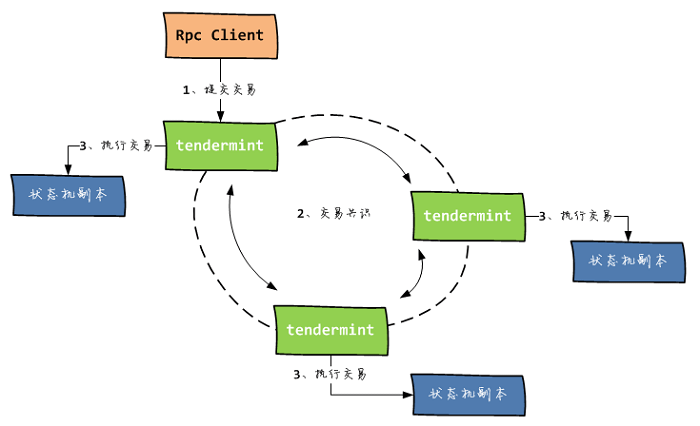 Rpc Client
1、提交交易
tendermint
3、执行交易
状态机副本
2、交易共识
tendermint
3、执行交易
状态机副本
tendermint
3、执行交易
状态机副本